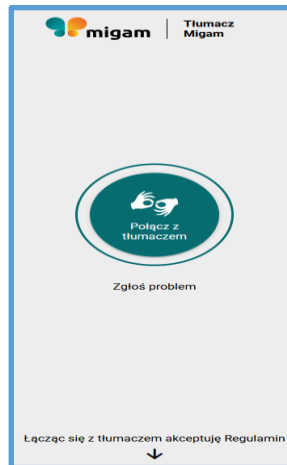 migam
Tłumacz
Migam
Połącz z
tłumaczem
Zgłoś problem
Łącząc się z tłumaczem akceptuję Regulamin